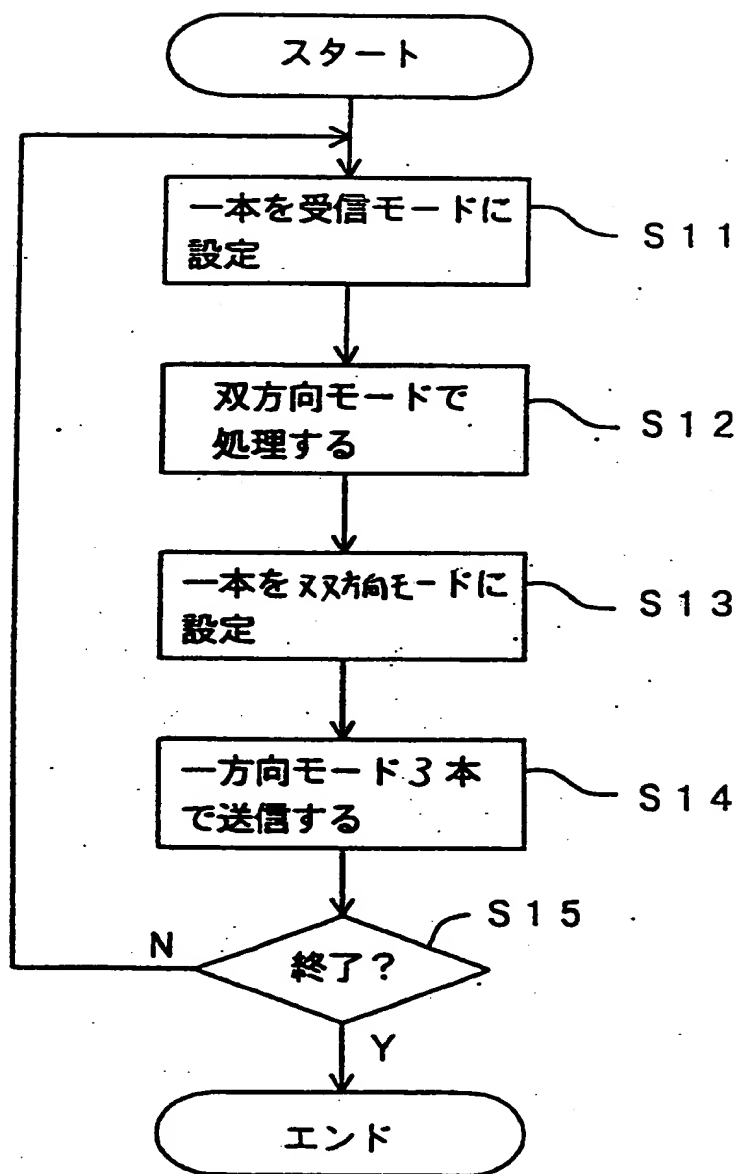 スタート
一本を受信モードに
設定
S11
双方向モードで
処理する
S12
一本を双方向モードに
設定
S13
一方向モード3本
で送信する
S14
S15
N
終了?
Y
エンド